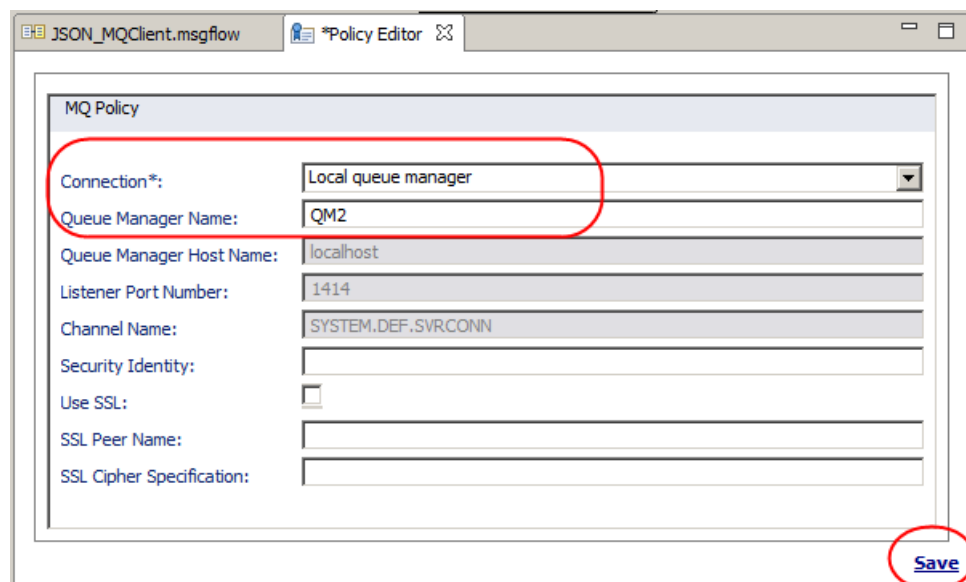 JSON_MQClient.msgflow *Policy Editor
MQ Policy
Connection*: Local queue manager
Queue Manager Name: QM2
Queue Manager Host Name: localhost
Listener Port Number: 1414
Channel Name: SYSTEM.DEF.SVRCONN
Security Identity:
Use SSL:
SSL Peer Name:
SSL Cipher Specification:
Save